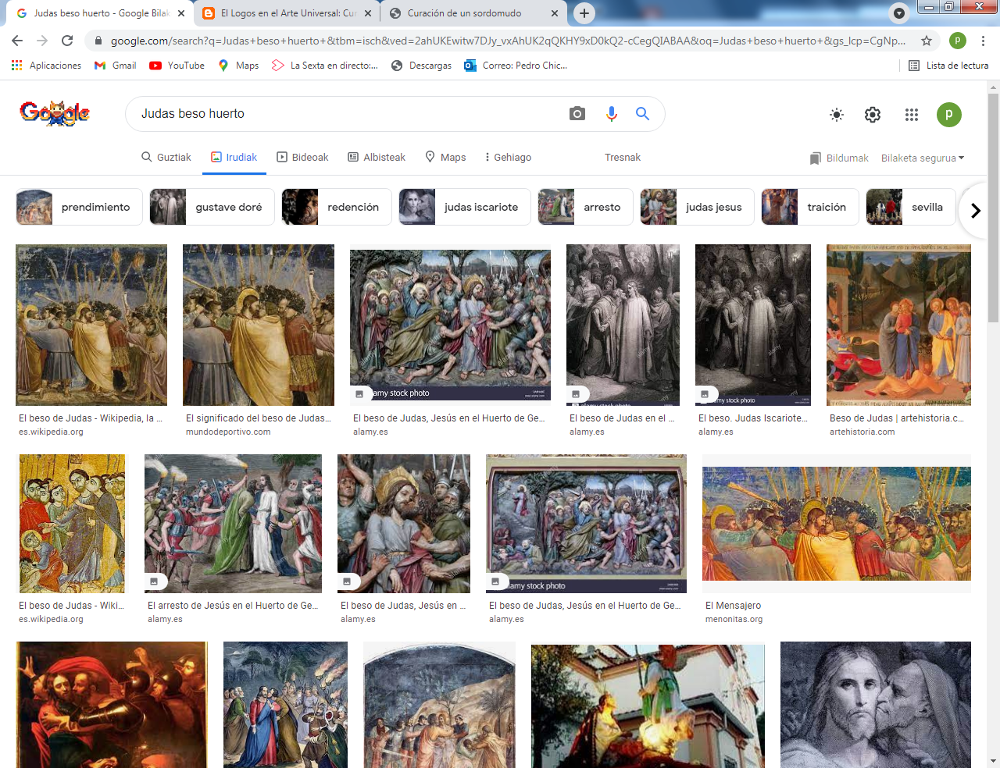 Judas beso huerto - Google Bilak
El Logos en el Arte Universal: Cur
Curación de un sordomudo
google.com/search?q=Judas+beso+huerto+&tbm=isch&ved=2ahUKEwitw7DJy_vxAhUK2qQKHY9xD0kQ2-cCegQIABAA&oq=Judas+beso+huerto+&gs_lcp=CgNp...
p
Aplicaciones
Gmail
YouTube
Maps
La Sexta en directo:...
Descargas
Correo: Pedro Chic...
Lista de lectura
Google
Judas beso huerto
p
Guztiak
Irudiak
Bideoak
Albisteak
Maps
Gehiago
Tresnak
Bildumak
Bilaketa segurua
prendimiento
gustave doré
redención
judas iscariote
arresto
judas jesus
traición
sevilla
alamy stock photo
alamy stock photo
alamy stock photo
El beso de Judas - Wikipedia, la ...
es.wikipedia.org
El significado del beso de Judas...
mundodeportivo.com
El beso de Judas, Jesús en el Huerto de Ge...
alamy.es
El beso de Judas en el ...
alamy.es
El beso. Judas Iscariote...
alamy.es
Beso de Judas | artehistoria.c...
artehistoria.com
alamy stock photo
El beso de Judas - Wiki...
es.wikipedia.org
El arresto de Jesús en el Huerto de Ge...
alamy.es
El beso de Judas, Jesús en ...
alamy.es
El beso de Judas, Jesús en el Huerto de Ge...
alamy.es
El Mensajero
menonitas.org